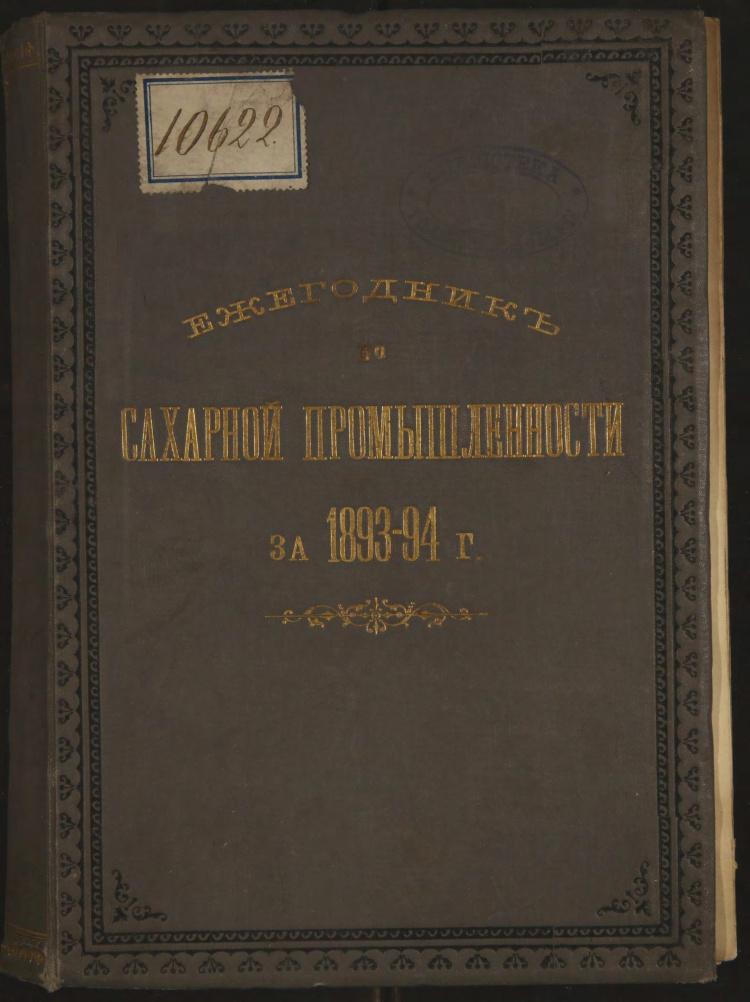 10622.
ЕЖЕГОДНИКЪ
по
САХАРНОЙ ПРОМЫШЛЕННОСТИ
ЗА 1893-94 Г.